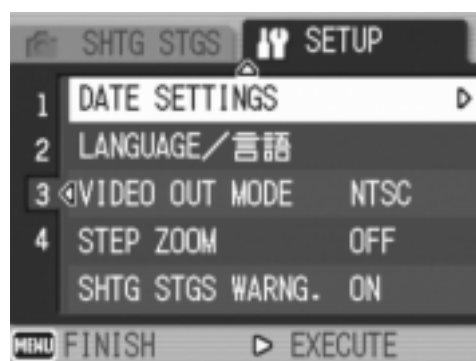 SHTG STGS SETUP
1 DATE SETTINGS
2 LANGUAGE/言語
3 VIDEO OUT MODE NTSC
4 STEP ZOOM OFF
SHTG STGS WARNG. ON
MENU FINISH EXECUTE